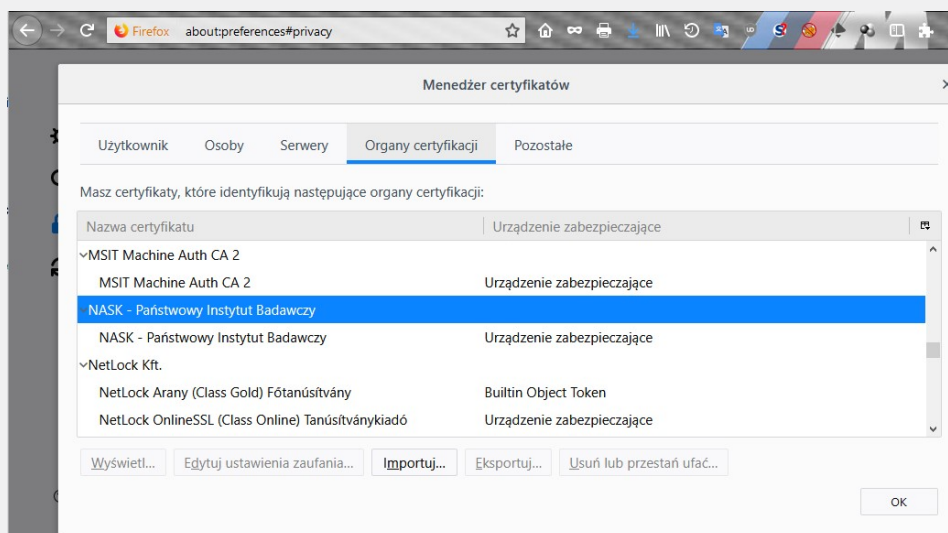 Firefox about:preferences#privacy
Menedżer certyfikatów
Użytkownik Osoby Serwery Organy certyfikacji Pozostałe
Masz certyfikaty, które identyfikują następujące organy certyfikacji:
Nazwa certyfikatu Urządzenie zabezpieczające
MSIT Machine Auth CA 2
MSIT Machine Auth CA 2 Urządzenie zabezpieczające
NASK - Państwowy Instytut Badawczy
NASK - Państwowy Instytut Badawczy Urządzenie zabezpieczające
NetLock Kft.
NetLock Arany (Class Gold) Főtanúsítvány Builtin Object Token
NetLock OnlineSSL (Class Online) Tanúsítványkiadó Urządzenie zabezpieczające
Wyświetl... Edytuj ustawienia zaufania... Importuj... Eksportuj... Usuń lub przestań ufać...
OK